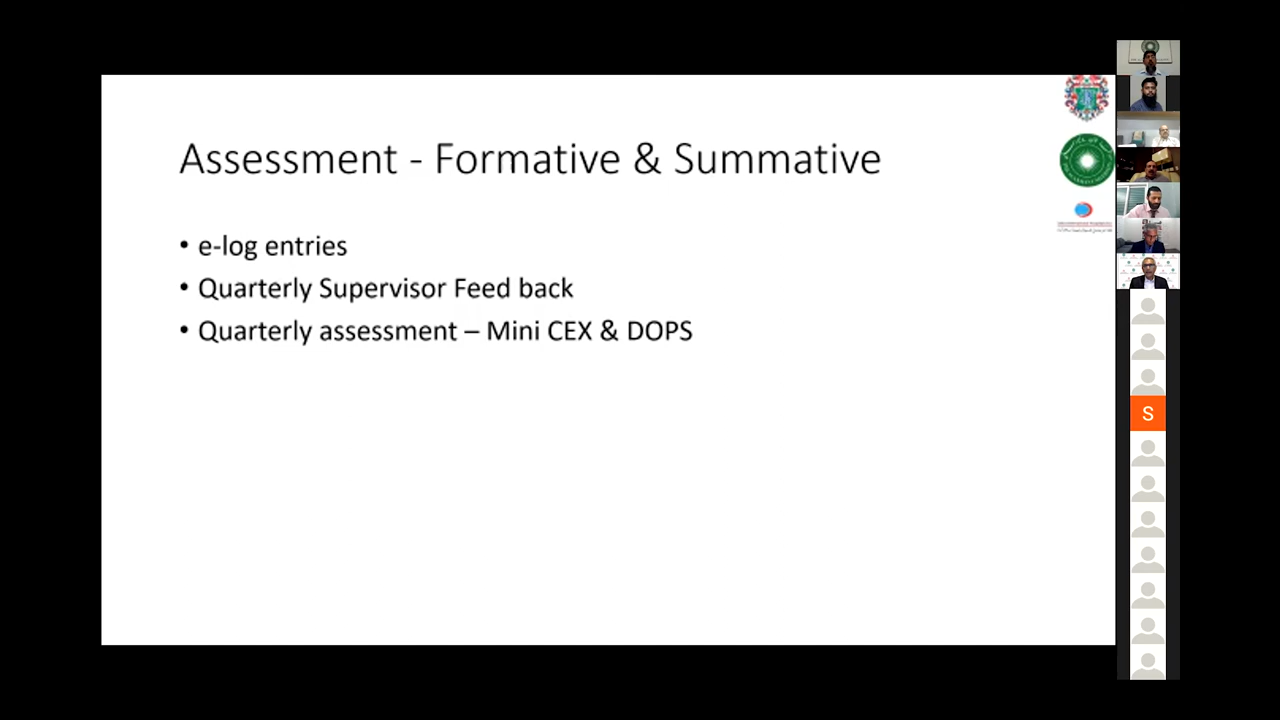 Assessment - Formative & Summative
• e-log entries
• Quarterly Supervisor Feed back
• Quarterly assessment – Mini CEX & DOPS
S